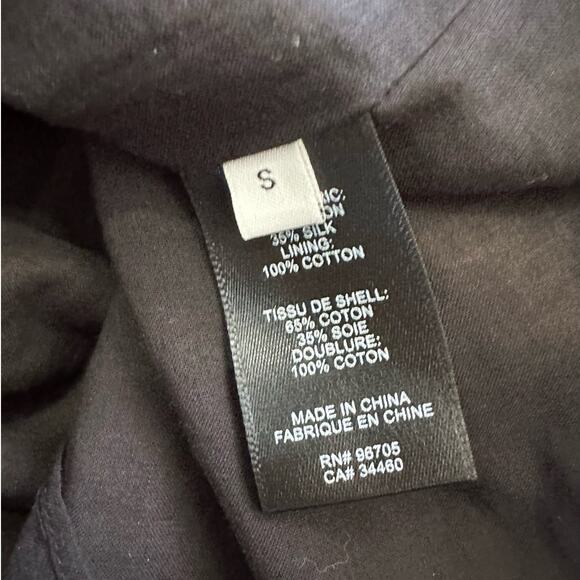 S
35% SILK
LINING:
100% COTTON
TISSU DE SHELL:
65% COTON
35% SOIE
DOUBLURE:
100% COTON
MADE IN CHINA
FABRIQUE EN CHINE
RN# 96705
CA# 34460